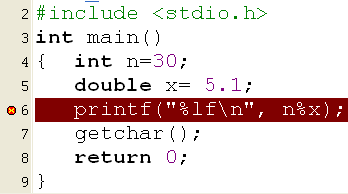 2 #include <stdio.h>
3 int main()
4 {  int n=30;
5    double x= 5.1;
6    printf("%lf\n", n%x);
7    getchar();
8    return 0;
9 }